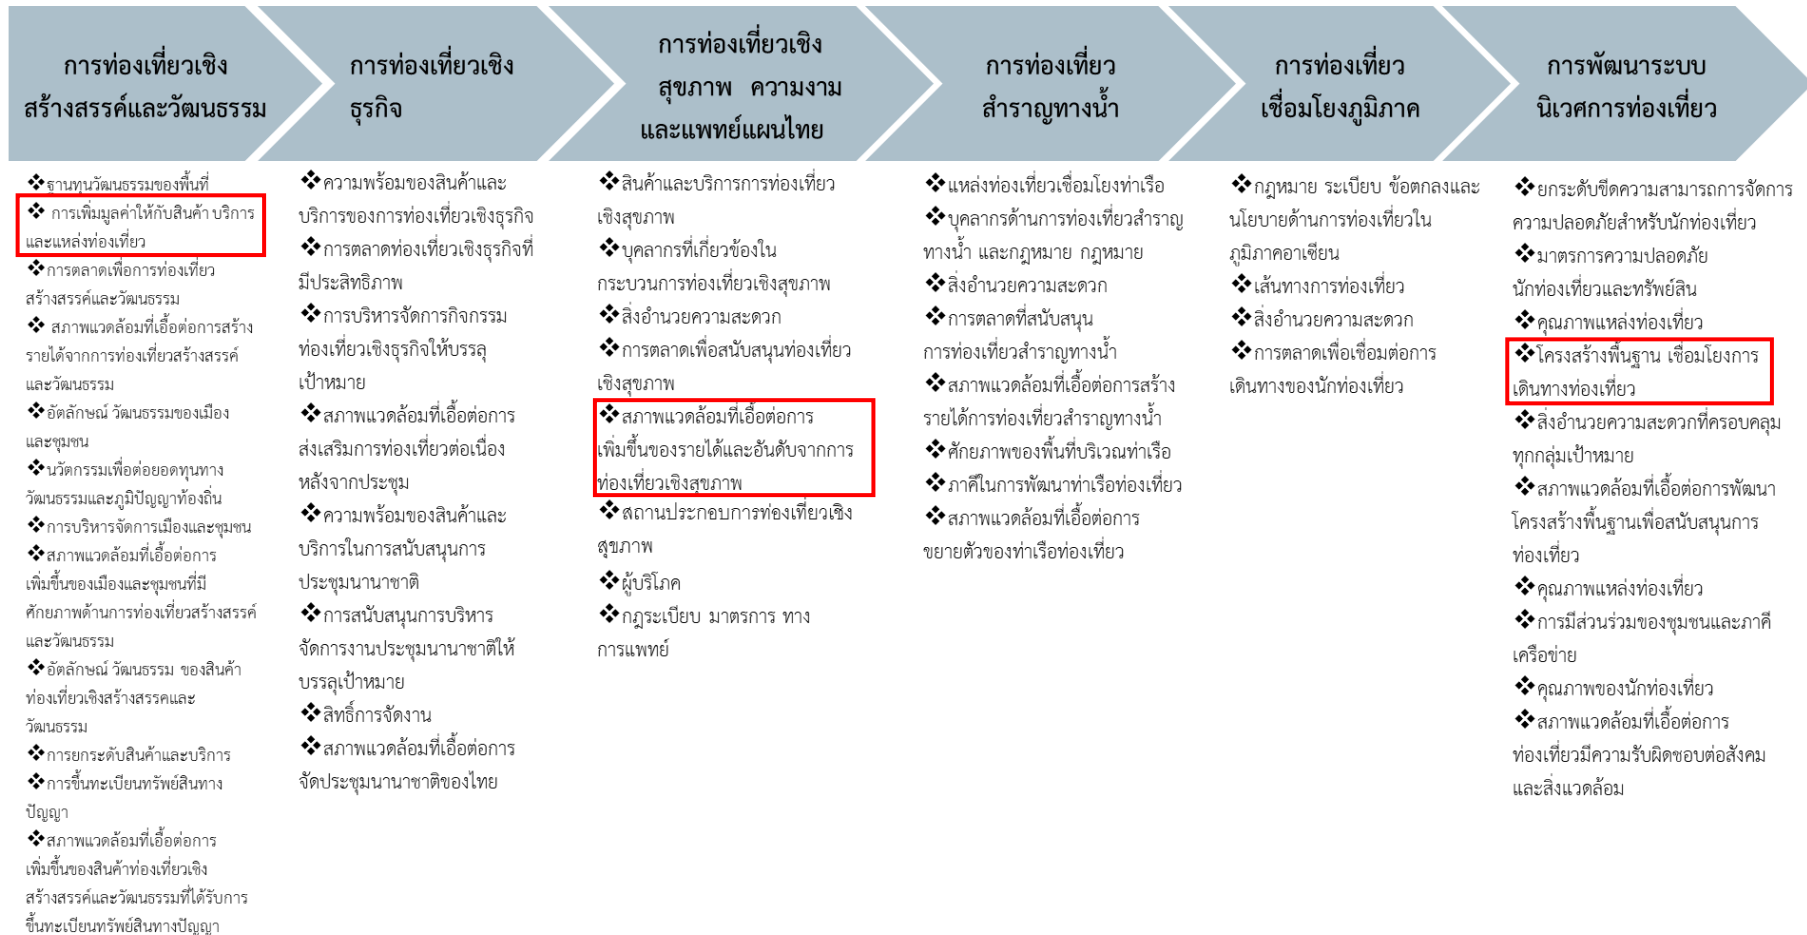 การท่องเที่ยวเชิง
สร้างสรรค์และวัฒนธรรม
❖ฐานทุนวัฒนธรรมของพื้นที่
❖ การเพิ่มมูลค่าให้กับสินค้า บริการ
และแหล่งท่องเที่ยว
❖การตลาดเพื่อการท่องเที่ยว
สร้างสรรค์และวัฒนธรรม
❖ สภาพแวดล้อมที่เอื้อต่อการสร้าง
รายได้จากการท่องเที่ยวสร้างสรรค์
และวัฒนธรรม
❖อัตลักษณ์ วัฒนธรรมของเมือง
และชุมชน
❖นวัตกรรมเพื่อต่อยอดทุนทาง
วัฒนธรรมและภูมิปัญญาท้องถิ่น
❖การบริหารจัดการเมืองและชุมชน
❖สภาพแวดล้อมที่เอื้อต่อการ
เพิ่มขึ้นของเมืองและชุมชนที่มี
ศักยภาพด้านการท่องเที่ยวสร้างสรรค์
และวัฒนธรรม
❖อัตลักษณ์ วัฒนธรรม ของสินค้า
ท่องเที่ยวเชิงสร้างสรรคและ
วัฒนธรรม
❖การยกระดับสินค้าและบริการ
❖การขึ้นทะเบียนทรัพย์สินทาง
ปัญญา
❖สภาพแวดล้อมที่เอื้อต่อการ
เพิ่มขึ้นของสินค้าท่องเที่ยวเชิง
สร้างสรรค์และวัฒนธรรมที่ได้รับการ
ขึ้นทะเบียนทรัพย์สินทางปัญญา
การท่องเที่ยวเชิง
ธุรกิจ
❖ความพร้อมของสินค้าและ
บริการของการท่องเที่ยวเชิงธุรกิจ
❖การตลาดท่องเที่ยวเชิงธุรกิจที่
มีประสิทธิภาพ
❖การบริหารจัดการกิจกรรม
ท่องเที่ยวเชิงธุรกิจให้บรรลุ
เป้าหมาย
❖สภาพแวดล้อมที่เอื้อต่อการ
ส่งเสริมการท่องเที่ยวต่อเนื่อง
หลังจากประชุม
❖ความพร้อมของสินค้าและ
บริการในการสนับสนุนการ
ประชุมนานาชาติ
❖การสนับสนุนการบริหาร
จัดการงานประชุมนานาชาติให้
บรรลุเป้าหมาย
❖สิทธิ์การจัดงาน
❖สภาพแวดล้อมที่เอื้อต่อการ
จัดประชุมนานาชาติของไทย
การท่องเที่ยวเชิง
สุขภาพ ความงาม
และแพทย์แผนไทย
❖สินค้าและบริการการท่องเที่ยว
เชิงสุขภาพ
❖บุคลากรที่เกี่ยวข้องใน
กระบวนการท่องเที่ยวเชิงสุขภาพ
❖สิ่งอำนวยความสะดวก
❖การตลาดเพื่อสนับสนุนท่องเที่ยว
เชิงสุขภาพ
❖สภาพแวดล้อมที่เอื้อต่อการ
เพิ่มขึ้นของรายได้และอันดับจากการ
ท่องเที่ยวเชิงสุขภาพ
❖สถานประกอบการท่องเที่ยวเชิง
สุขภาพ
❖ผู้บริโภค
❖กฎระเบียบ มาตรการ ทาง
การแพทย์
การท่องเที่ยว
สำราญทางน้ำ
❖แหล่งท่องเที่ยวเชื่อมโยงท่าเรือ
❖บุคลากรด้านการท่องเที่ยวสำราญ
ทางน้ำ และกฎหมาย กฎหมาย
❖สิ่งอำนวยความสะดวก
❖การตลาดที่สนับสนุน
การท่องเที่ยวสำราญทางน้ำ
❖สภาพแวดล้อมที่เอื้อต่อการสร้าง
รายได้การท่องเที่ยวสำราญทางน้ำ
❖ศักยภาพของพื้นที่บริเวณท่าเรือ
❖ภาคีในการพัฒนาท่าเรือท่องเที่ยว
❖สภาพแวดล้อมที่เอื้อต่อการ
ขยายตัวของท่าเรือท่องเที่ยว
การท่องเที่ยว
เชื่อมโยงภูมิภาค
❖กฎหมาย ระเบียบ ข้อตกลงและ
นโยบายด้านการท่องเที่ยวใน
ภูมิภาคอาเซียน
❖เส้นทางการท่องเที่ยว
❖สิ่งอำนวยความสะดวก
❖การตลาดเพื่อเชื่อมต่อการ
เดินทางของนักท่องเที่ยว
การพัฒนาระบบ
นิเวศการท่องเที่ยว
❖ยกระดับขีดความสามารถการจัดการ
ความปลอดภัยสำหรับนักท่องเที่ยว
❖มาตรการความปลอดภัย
นักท่องเที่ยวและทรัพย์สิน
❖คุณภาพแหล่งท่องเที่ยว
❖โครงสร้างพื้นฐาน เชื่อมโยงการ
เดินทางท่องเที่ยว
❖สิ่งอำนวยความสะดวกที่ครอบคลุม
ทุกกลุ่มเป้าหมาย
❖สภาพแวดล้อมที่เอื้อต่อการพัฒนา
โครงสร้างพื้นฐานเพื่อสนับสนุนการ
ท่องเที่ยว
❖คุณภาพแหล่งท่องเที่ยว
❖การมีส่วนร่วมของชุมชนและภาคี
เครือข่าย
❖คุณภาพของนักท่องเที่ยว
❖สภาพแวดล้อมที่เอื้อต่อการ
ท่องเที่ยวมีความรับผิดชอบต่อสังคม
และสิ่งแวดล้อม